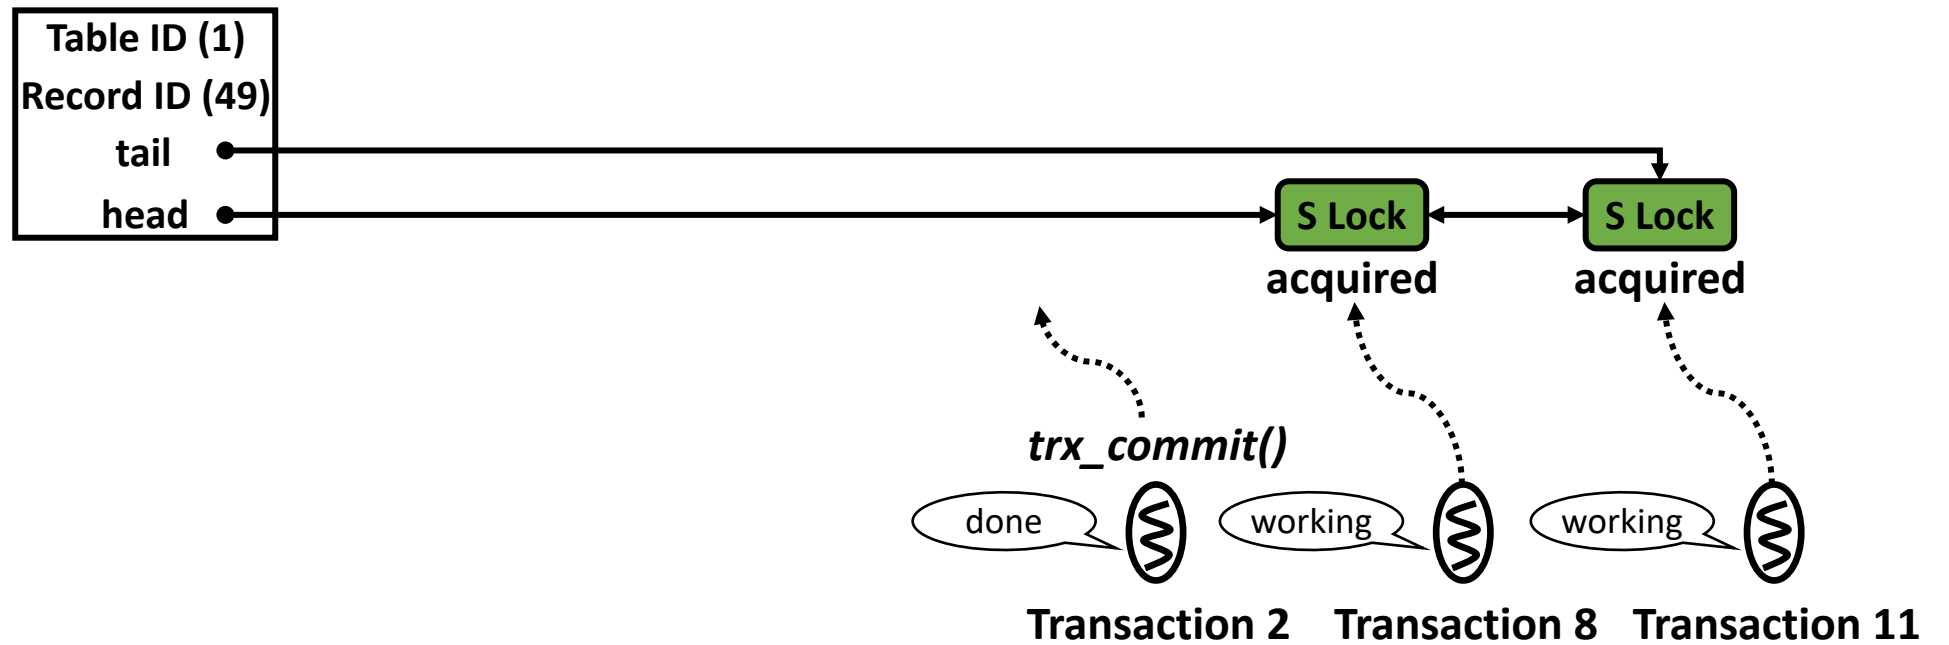 Table ID (1)
Record ID (49)
tail
head
S Lock
S Lock
acquired
acquired
trx_commit()
done
working
working
Transaction 2
Transaction 8
Transaction 11